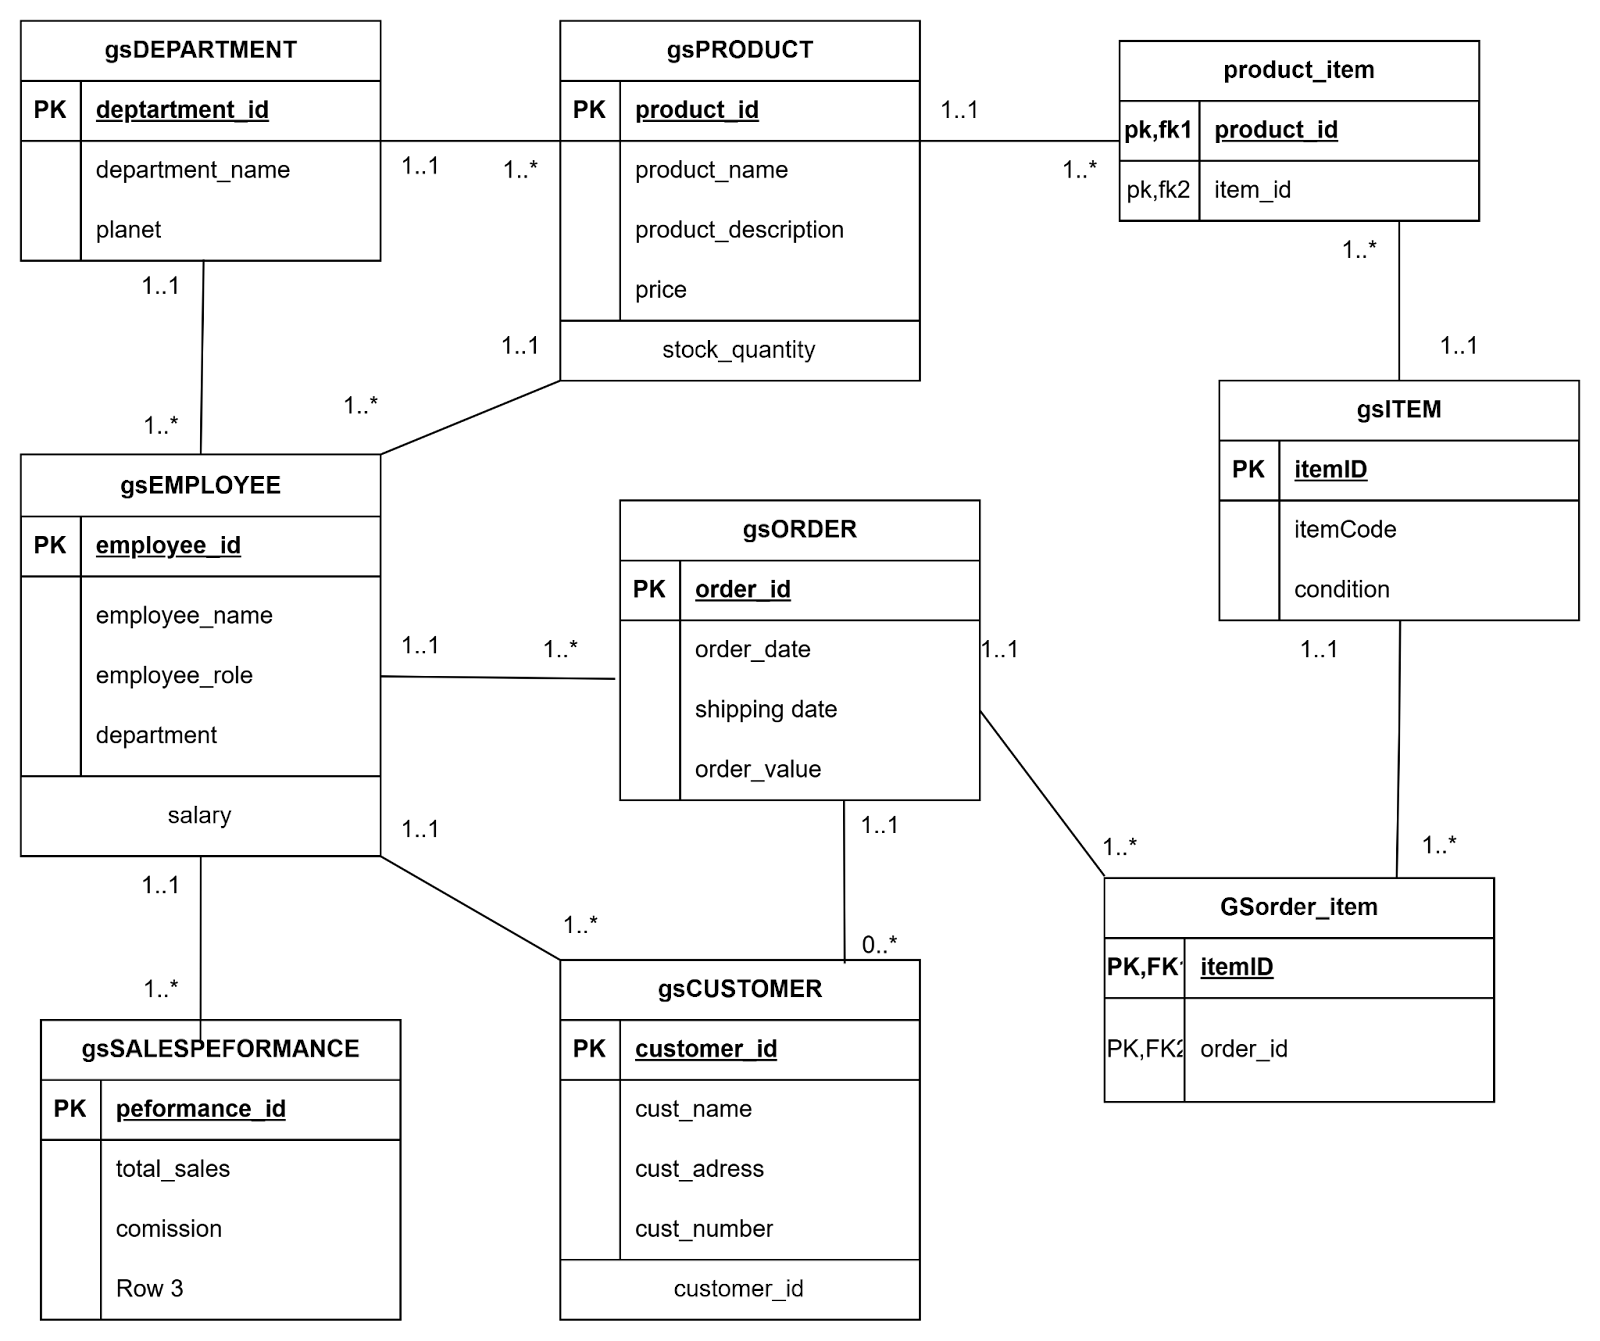 gsDEPARTMENT
PK deptartment_id
department_name
planet
gsPRODUCT
PK product_id
product_name
product_description
price
stock_quantity
product_item
pk,fk1 product_id
pk,fk2 item_id
1..1
1..*
1..1
1..*
1..1
1..*
1..1
1..*
1..*
1..1
gsITEM
PK itemID
itemCode
condition
gsEMPLOYEE
PK employee_id
employee_name
employee_role
department
salary
gsORDER
PK order_id
order_date
shipping date
order_value
1..1
1..*
1..1
1..1
1..1
1..*
1..1
0..*
1..*
1..*
1..1
1..*
GSorder_item
PK,FK1 itemID
PK,FK2 order_id
gsSALESPEFORMANCE
PK peformance_id
total_sales
comission
Row 3
gsCUSTOMER
PK customer_id
cust_name
cust_adress
cust_number
customer_id